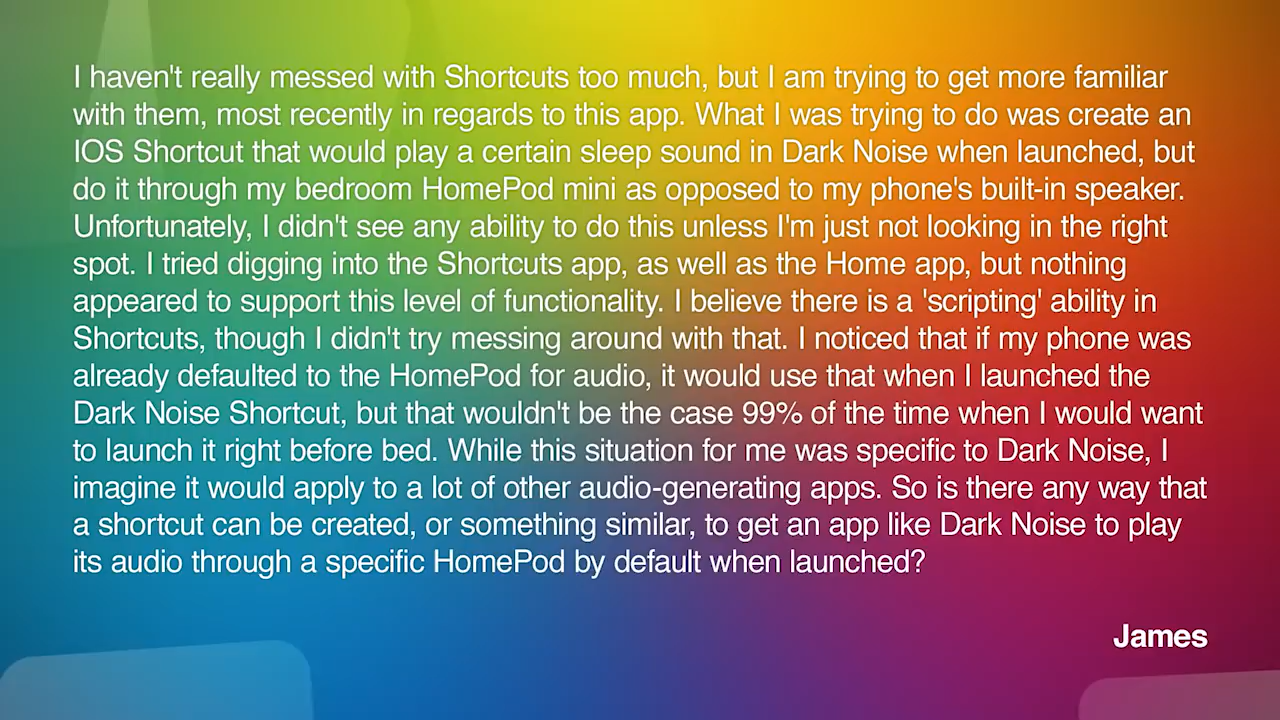 I haven't really messed with Shortcuts too much, but I am trying to get more familiar
with them, most recently in regards to this app. What I was trying to do was create an
IOS Shortcut that would play a certain sleep sound in Dark Noise when launched, but
do it through my bedroom HomePod mini as opposed to my phone's built-in speaker.
Unfortunately, I didn't see any ability to do this unless I'm just not looking in the right
spot. I tried digging into the Shortcuts app, as well as the Home app, but nothing
appeared to support this level of functionality. I believe there is a 'scripting' ability in
Shortcuts, though I didn't try messing around with that. I noticed that if my phone was
already defaulted to the HomePod for audio, it would use that when I launched the
Dark Noise Shortcut, but that wouldn't be the case 99% of the time when I would want
to launch it right before bed. While this situation for me was specific to Dark Noise, I
imagine it would apply to a lot of other audio-generating apps. So is there any way that
a shortcut can be created, or something similar, to get an app like Dark Noise to play
its audio through a specific HomePod by default when launched?
James